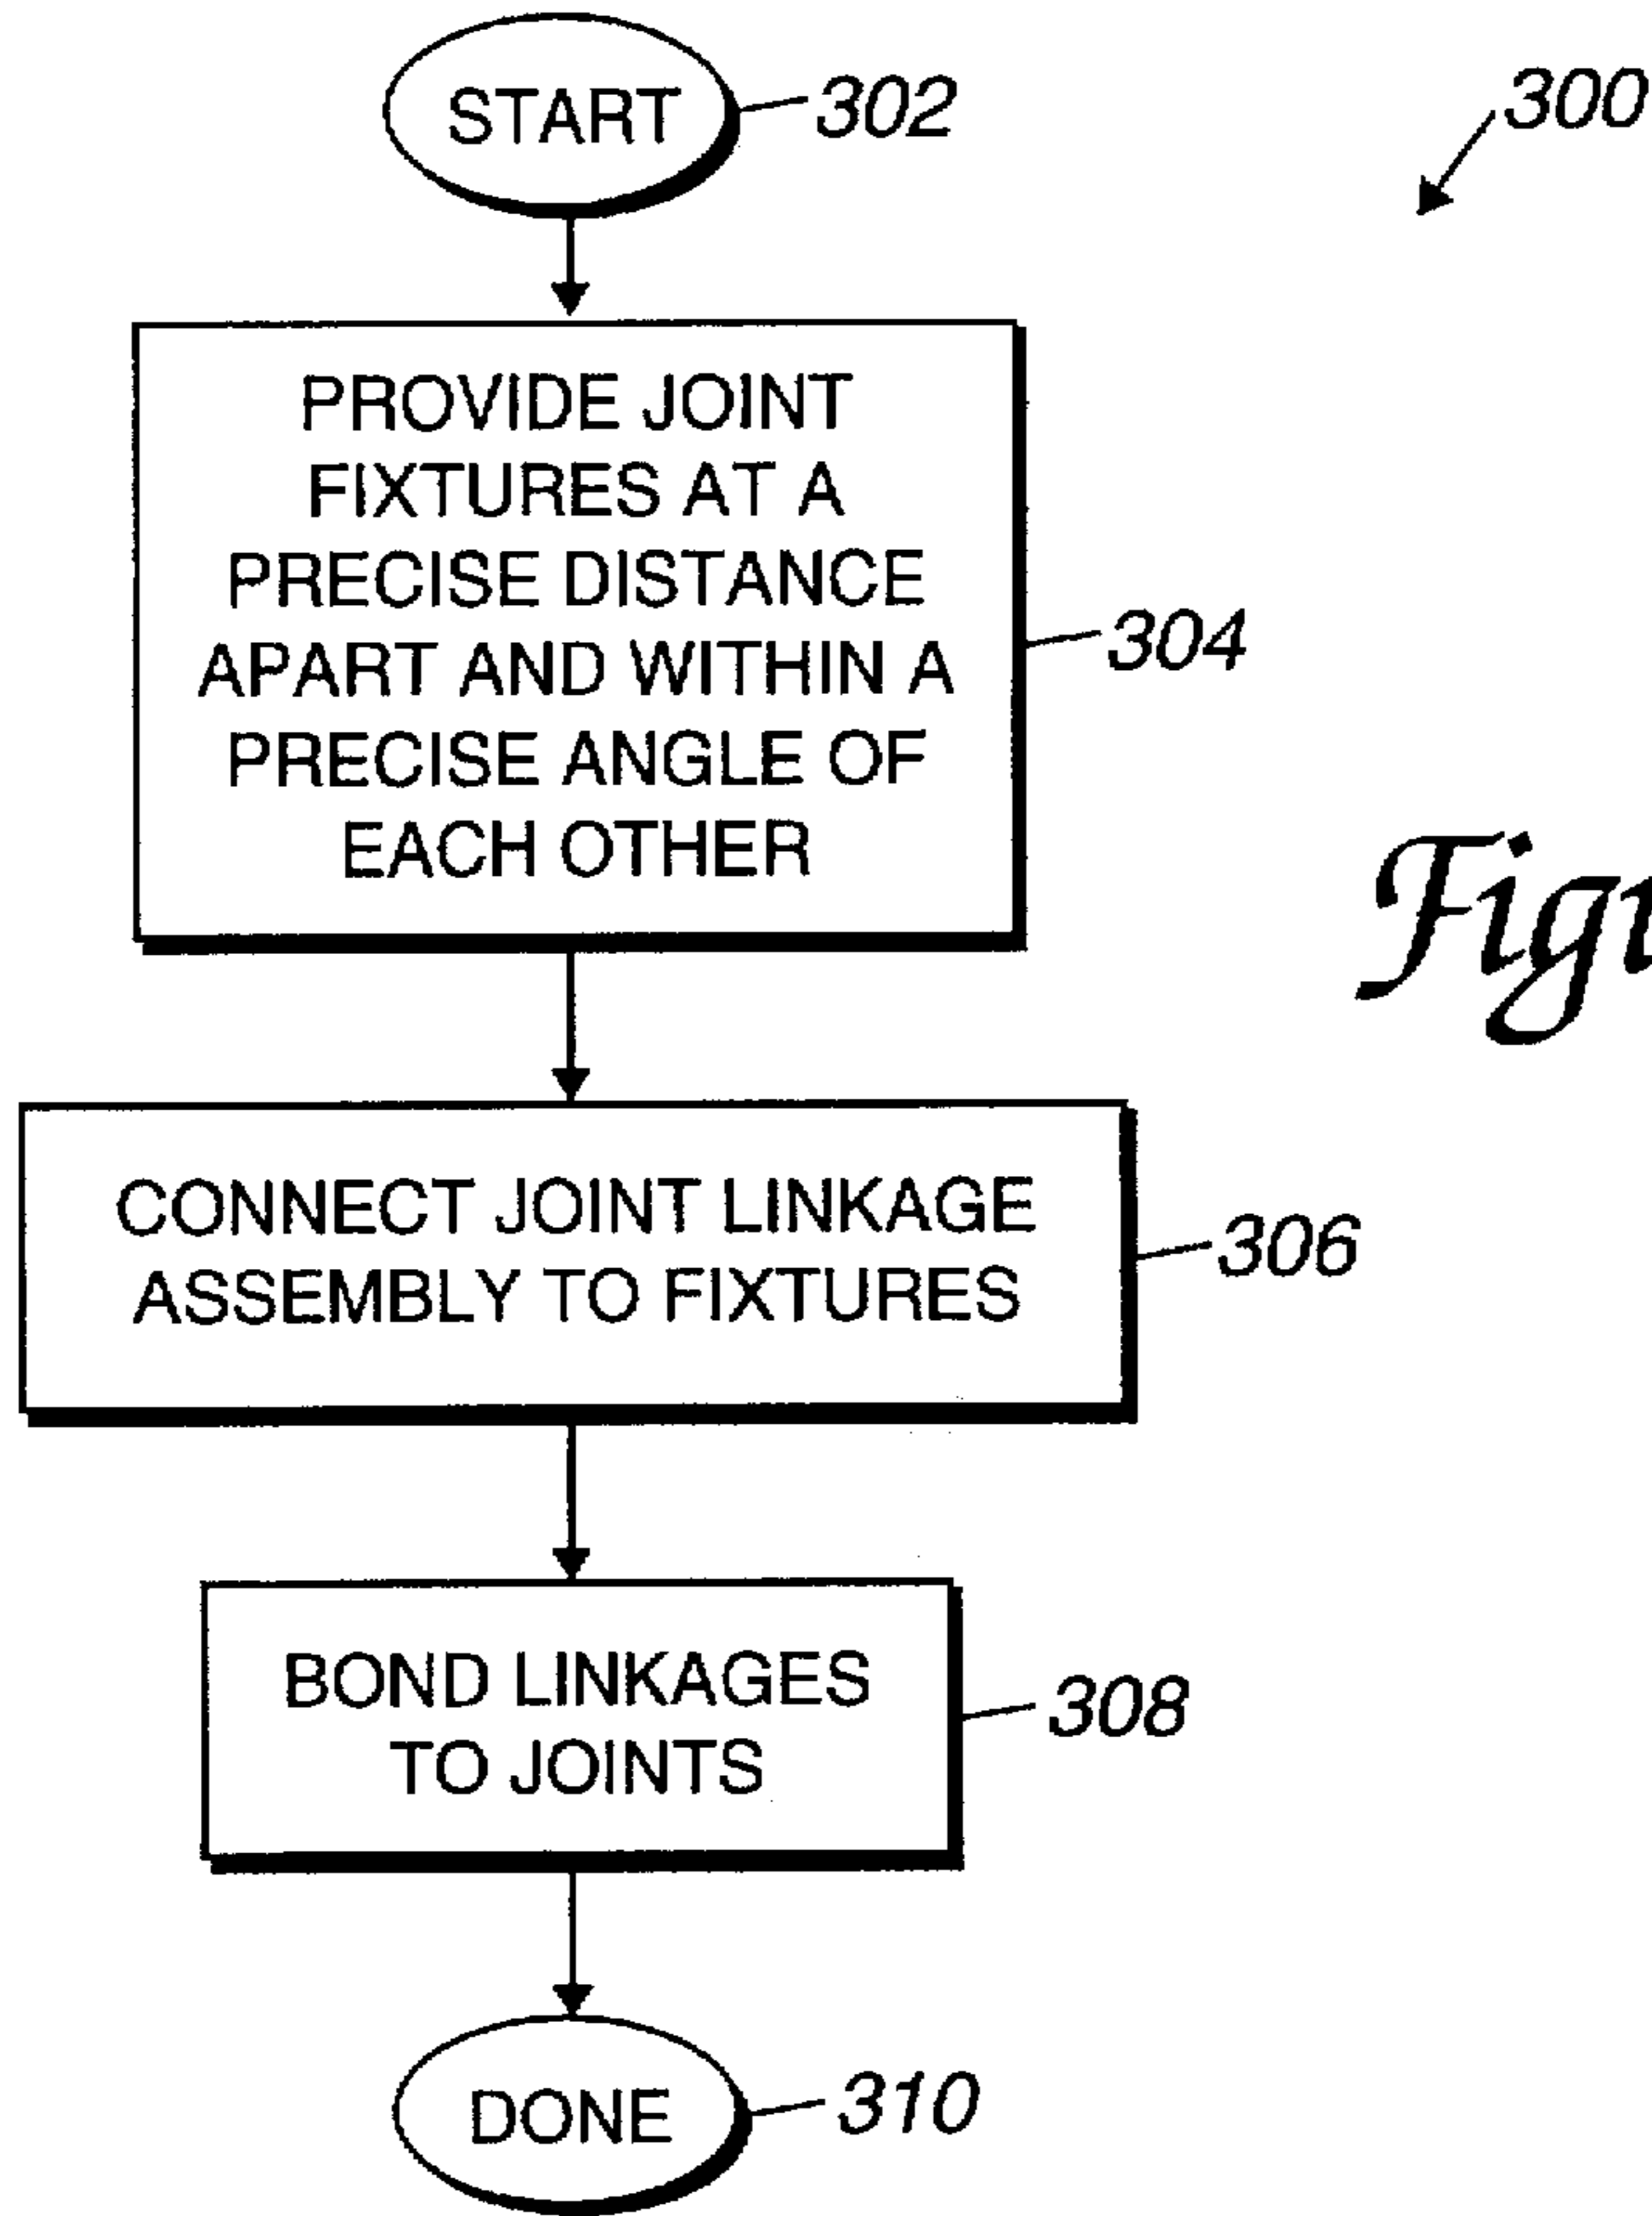 START
302
300
PROVIDE JOINT
FIXTURES AT A
PRECISE DISTANCE
APART AND WITHIN A
PRECISE ANGLE OF
EACH OTHER
304
CONNECT JOINT LINKAGE
ASSEMBLY TO FIXTURES
306
BOND LINKAGES
TO JOINTS
308
DONE
310